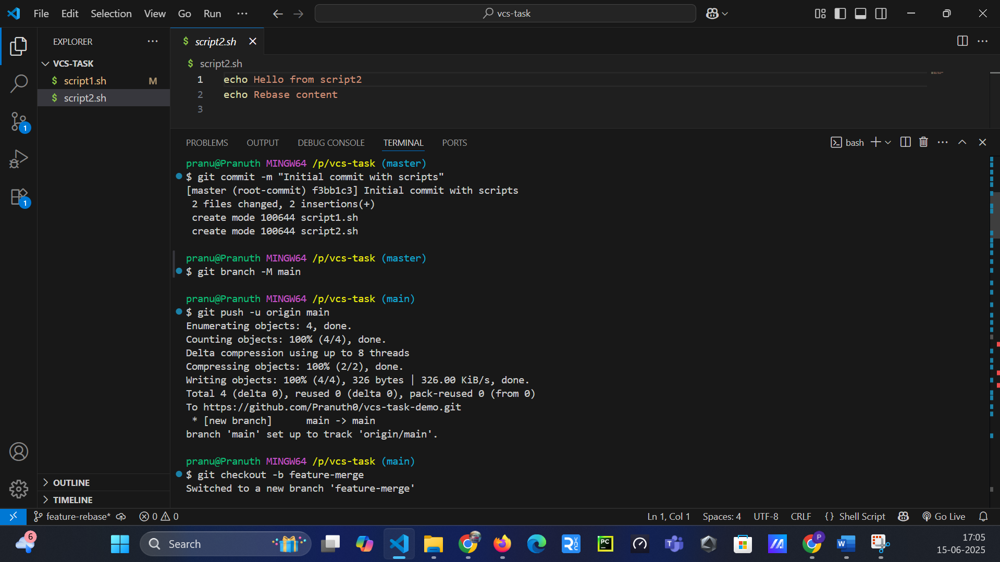 File Edit Selection View Go Run ···
vcs-task
EXPLORER
VCS-TASK
$ script1.sh M
$ script2.sh
1
1
OUTLINE
TIMELINE
$ script2.sh
$ script2.sh
1 echo Hello from script2
2 echo Rebase content
3
PROBLEMS OUTPUT DEBUG CONSOLE TERMINAL PORTS
bash
pranu@Pranuth MINGW64 /p/vcs-task (master)
$ git commit -m "Initial commit with scripts"
[master (root-commit) f3bb1c3] Initial commit with scripts
2 files changed, 2 insertions(+)
create mode 100644 script1.sh
create mode 100644 script2.sh
pranu@Pranuth MINGW64 /p/vcs-task (master)
$ git branch -M main
pranu@Pranuth MINGW64 /p/vcs-task (main)
$ git push -u origin main
Enumerating objects: 4, done.
Counting objects: 100% (4/4), done.
Delta compression using up to 8 threads
Compressing objects: 100% (2/2), done.
Writing objects: 100% (4/4), 326 bytes | 326.00 KiB/s, done.
Total 4 (delta 0), reused 0 (delta 0), pack-reused 0 (from 0)
To https://github.com/Pranuth0/vcs-task-demo.git
* [new branch] main -> main
branch 'main' set up to track 'origin/main'.
pranu@Pranuth MINGW64 /p/vcs-task (main)
$ git checkout -b feature-merge
Switched to a new branch 'feature-merge'
feature-rebase* 0 0
Ln 1, Col 1 Spaces: 4 UTF-8 CRLF {} Shell Script Go Live
6
Search
PC
P
W
17:05
15-06-2025